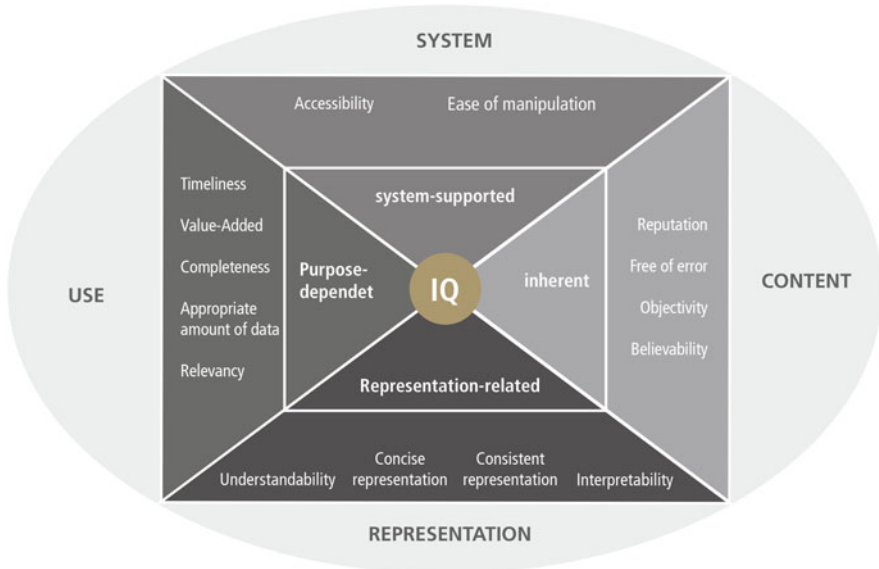 SYSTEM
Accessibility
Ease of manipulation
system-supported
USE
Timeliness
Value-Added
Completeness
Appropriate
amount of data
Relevancy
Purpose-
dependet
IQ
inherent
Reputation
Free of error
Objectivity
Believability
CONTENT
Representation-related
Understandability
Concise
representation
Consistent
representation
Interpretability
REPRESENTATION